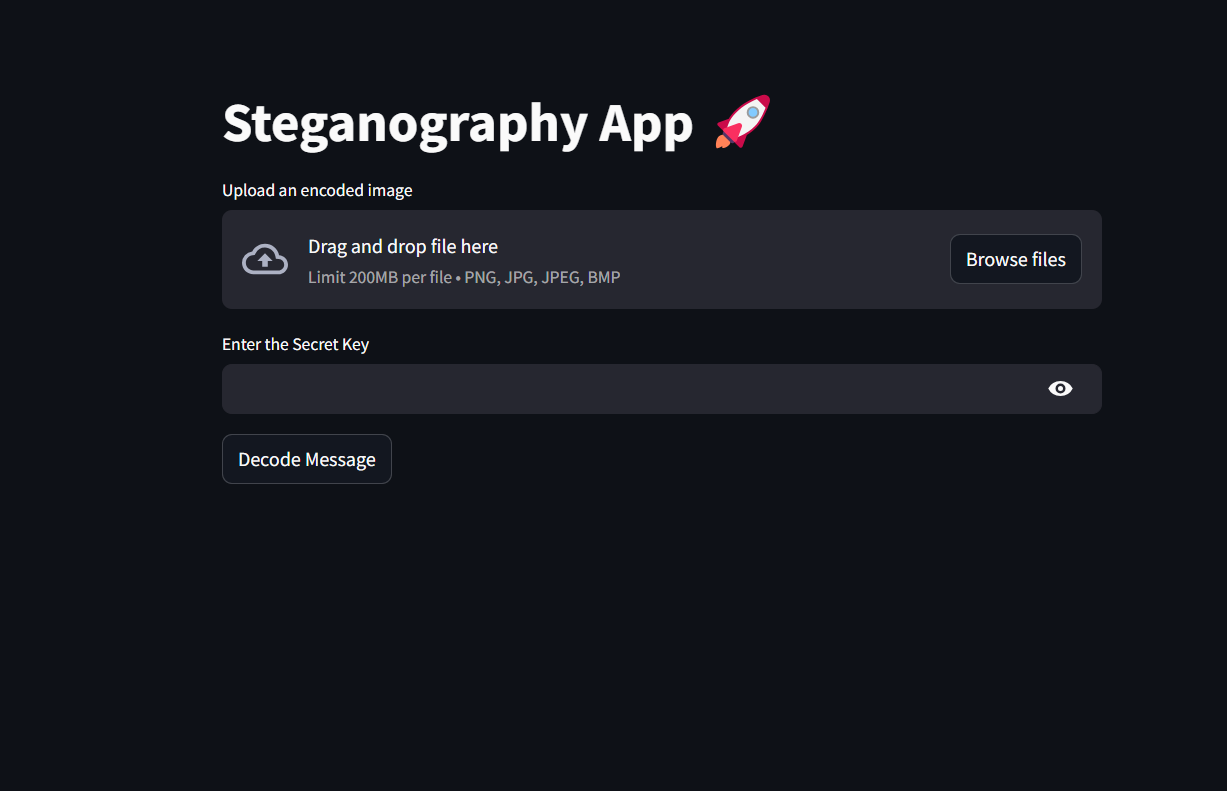 Steganography App 🚀
Upload an encoded image
Drag and drop file here
Browse files
Limit 200MB per file • PNG, JPG, JPEG, BMP
Enter the Secret Key
Decode Message